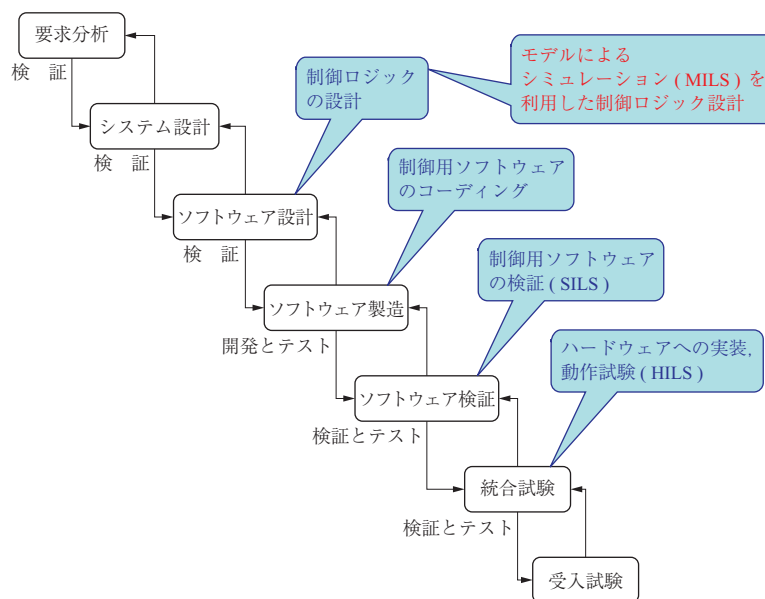 要求分析
検 証
制御ロジック
の設計
モデルによる
シミュレーション ( MILS ) を
利用した制御ロジック設計
システム設計
検 証
制御用ソフトウェア
のコーディング
ソフトウェア設計
検 証
制御用ソフトウェア
の検証 ( SILS )
ソフトウェア製造
開発とテスト
ハードウェアへの実装,
動作試験 ( HILS )
ソフトウェア検証
検証とテスト
統合試験
検証とテスト
受入試験